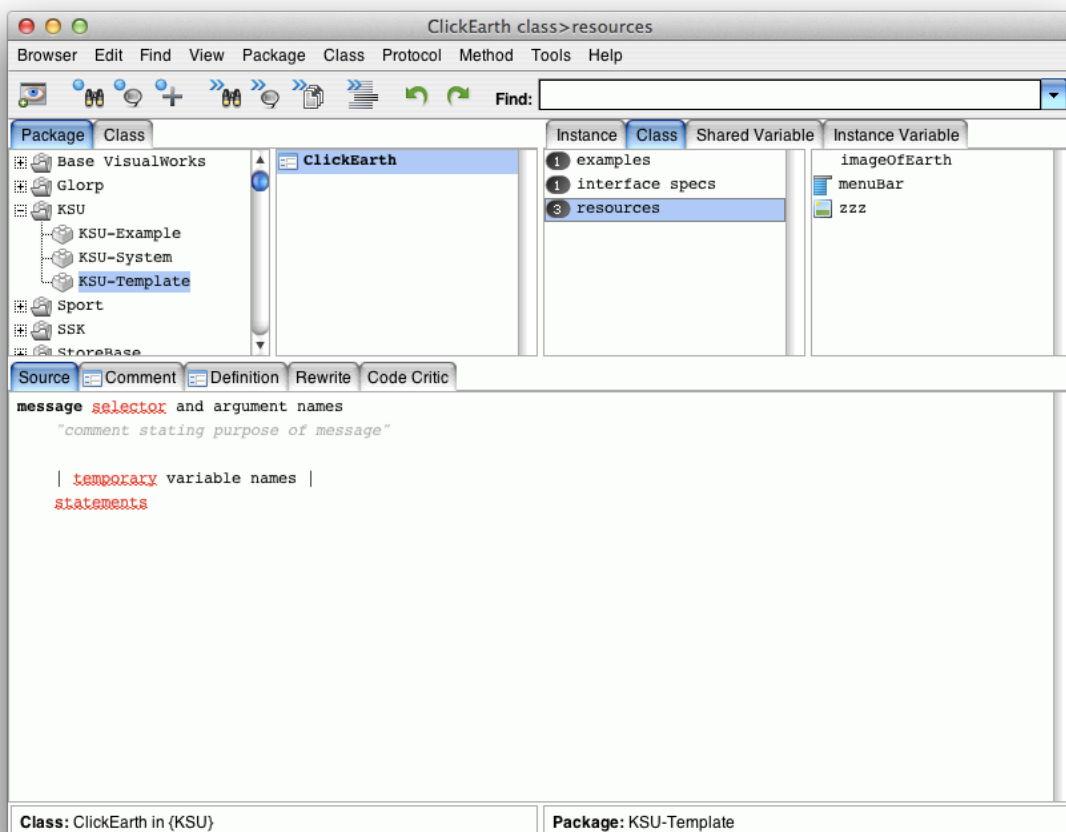 ClickEarth class>resources
Browser Edit Find View Package Class Protocol Method Tools Help
Find:
Package Class
Instance Class Shared Variable Instance Variable
Base VisualWorks
Glorp
KSU
KSU-Example
KSU-System
KSU-Template
Sport
SSK
StoreBase
ClickEarth
1 examples
1 interface specs
3 resources
imageOfEarth
menuBar
zzz
Source Comment Definition Rewrite Code Critic
message selector and argument names
"comment stating purpose of message"
| temporary variable names |
statements
Class: ClickEarth in {KSU}
Package: KSU-Template